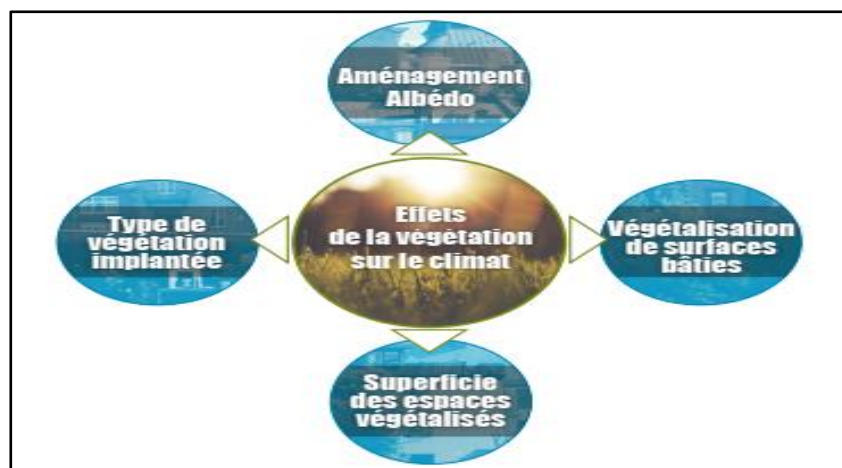 Aménagement
Albédo
Type de
végétation
implantée
Effets
de la végétation
sur le climat
Végétalisation
de surfaces
bâties
Superficie
des espaces
végétalisés